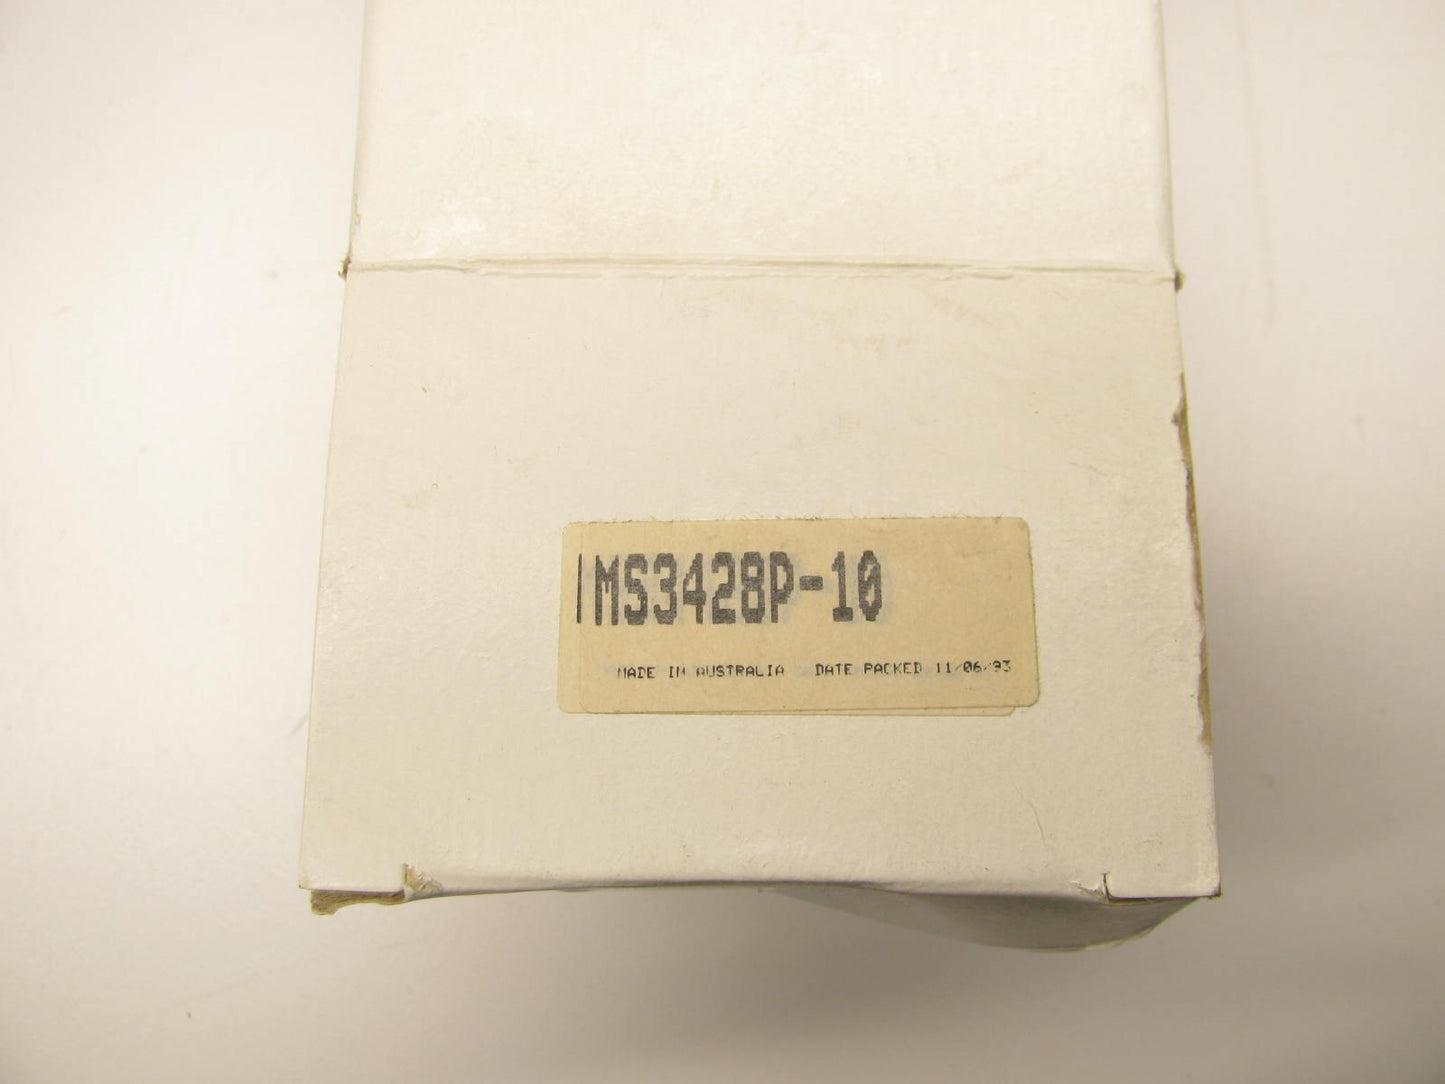 MS3428P-10
MADE IN AUSTRALIA DATE PACKED 11/06/93